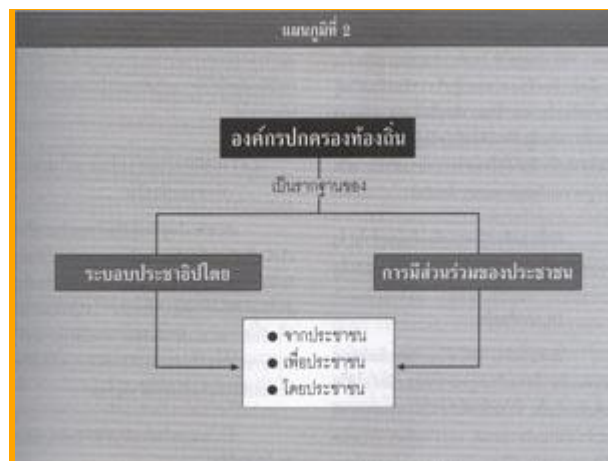 แผนภูมิที่ 2
องค์กรปกครองท้องถิ่น
เป็นรากฐานของ
ระบอบประชาธิปไตย
การมีส่วนร่วมของประชาชน
● จากประชาชน
● เพื่อประชาชน
● โดยประชาชน